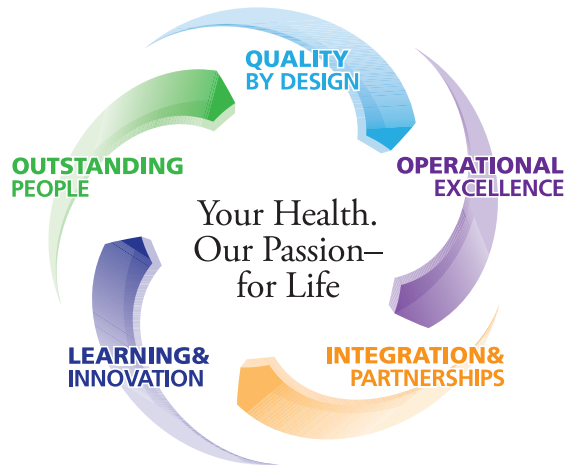 QUALITY
BY DESIGN
OPERATIONAL
EXCELLENCE
OUTSTANDING
PEOPLE
Your Health.
Our Passion–
for Life
LEARNING&
INNOVATION
INTEGRATION&
PARTNERSHIPS